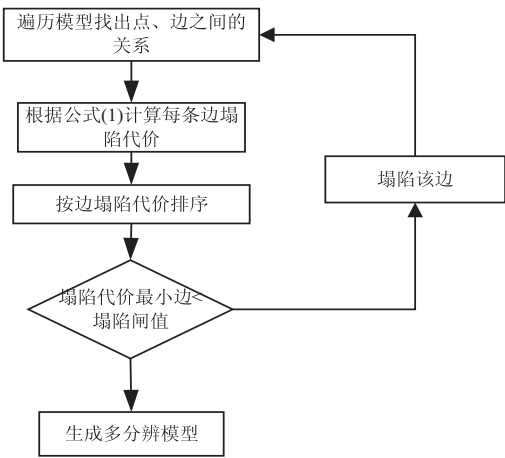 遍历模型找出点、边之间的
关系
根据公式(1)计算每条边塌
陷代价
按边塌陷代价排序
塌陷该边
塌陷代价最小边<
塌陷闸值
生成多分辨模型